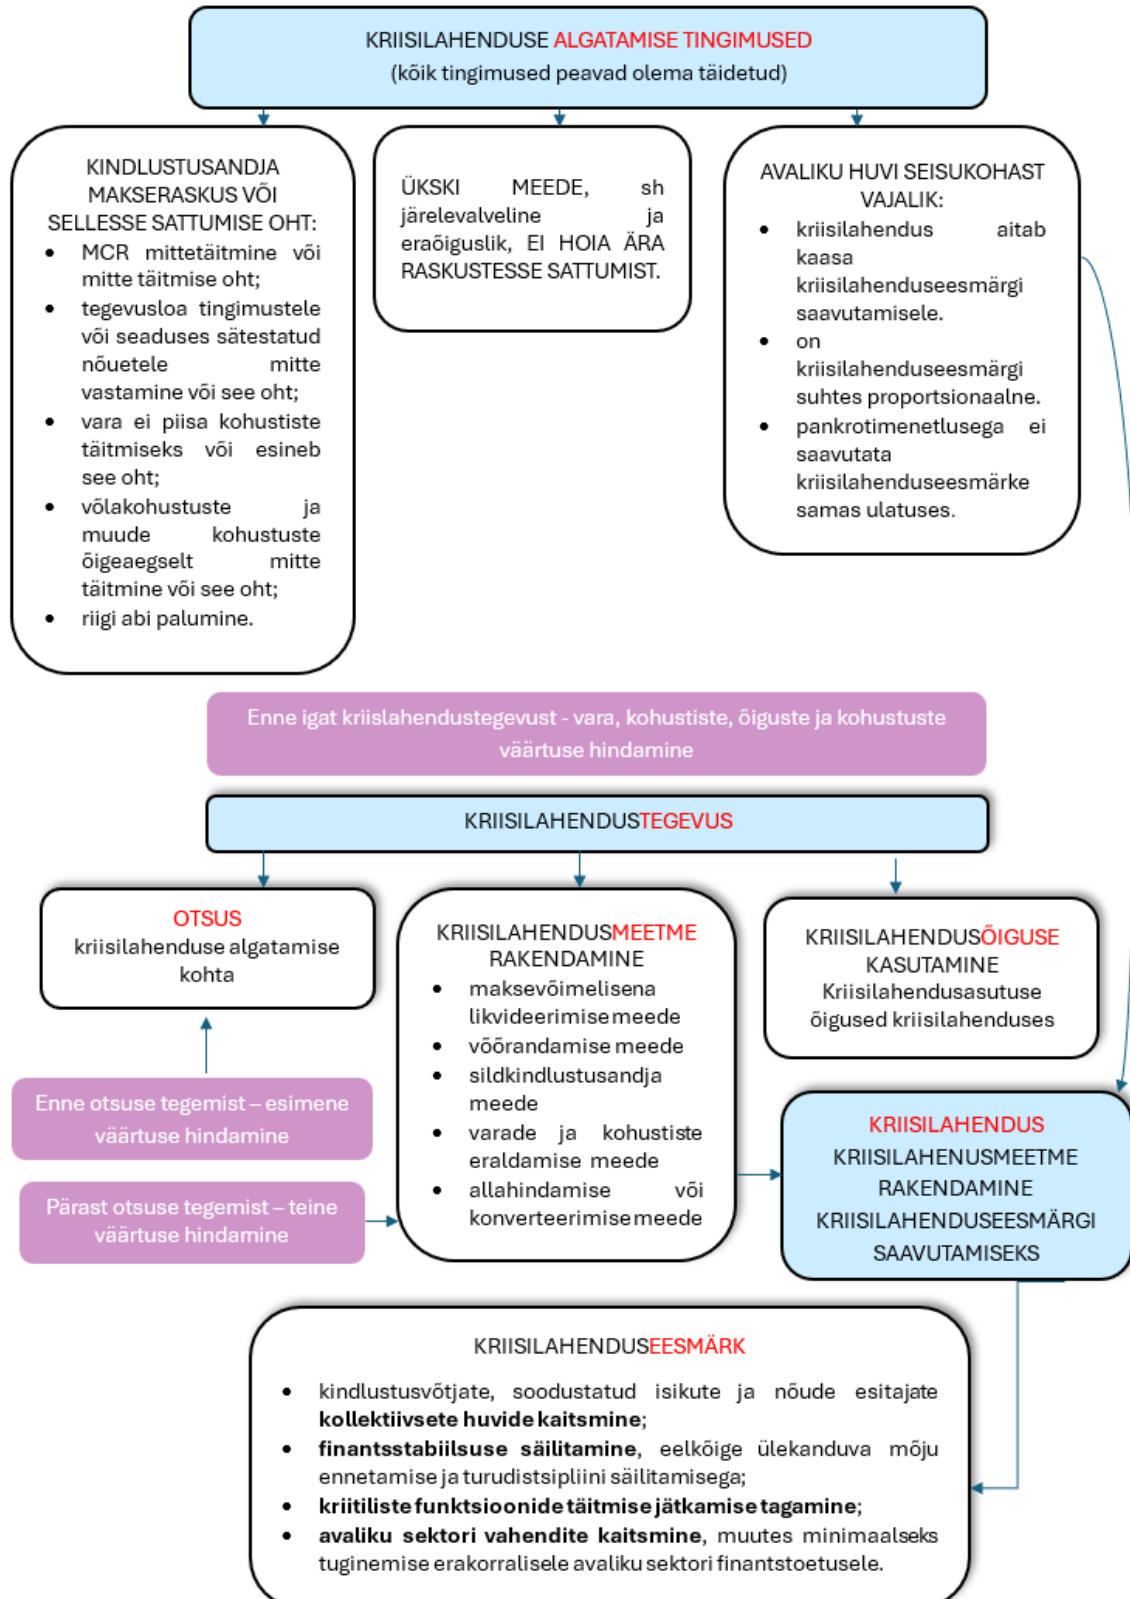 KRIISILAHENDUSE ALGATAMISE TINGIMUSED
(kõik tingimused peavad olema täidetud)
KINDLUSTUSANDJA
MAKSERASKUS VÕI
SELLESSE SATTUMISE OHT:
• MCR mittetäitmine või
mitte täitmise oht;
• tegevusloa tingimustele
või seaduses sätestatud
nõuetele mitte
vastamine või see oht;
• vara ei piisa kohustiste
täitmiseks või esineb
see oht;
• võlakohustuste ja
muude kohustuste
õigeaegselt mitte
täitmine või see oht;
• riigi abi palumine.
ÜKSKI MEEDE, sh
järelevalveline ja
eraõiguslik, EI HOIA ÄRA
RASKUSTESSE SATTUMIST.
AVALIKU HUVI SEISUKOHAST
VAJALIK:
• kriisilahendus aitab
kaasa
kriisilahenduseesmärgi
saavutamisele.
• on
kriisilahenduseesmärgi
suhtes proportsionaalne.
• pankrotimenetlusega ei
saavutata
kriisilahenduseesmärke
samas ulatuses.
Enne igat kriislahendustegevust - vara, kohustiste, õiguste ja kohustuste
väärtuse hindamine
KRIISILAHENDUSTEGEVUS
OTSUS
kriisilahenduse algatamise
kohta
KRIISILAHENDUSMEETME
RAKENDAMINE
• maksevõimelisena
likvideerimise meede
• võõrandamise meede
• sildkindlustusandja
meede
• varade ja kohustiste
eraldamise meede
• allahindamise või
konverteerimise meede
KRIISILAHENDUSÕIGUSE
KASUTAMINE
Kriisilahendusasutuse
õigused kriisilahenduses
Enne otsuse tegemist – esimene
väärtuse hindamine
Pärast otsuse tegemist – teine
väärtuse hindamine
KRIISILAHENDUS
KRIISILAHENUSMEETME
RAKENDAMINE
KRIISILAHENDUSEESMÄRGI
SAAVUTAMISEKS
KRIISILAHENDUSEESMÄRK
• kindlustusvõtjate, soodustatud isikute ja nõude esitajate
kollektiivsete huvide kaitsmine;
• finantsstabiilsuse säilitamine, eelkõige ülekanduva mõju
ennetamise ja turudistsipliini säilitamisega;
• kriitiliste funktsioonide täitmise jätkamise tagamine;
• avaliku sektori vahendite kaitsmine, muutes minimaalseks
tuginemise erakorralisele avaliku sektori finantstoetusele.